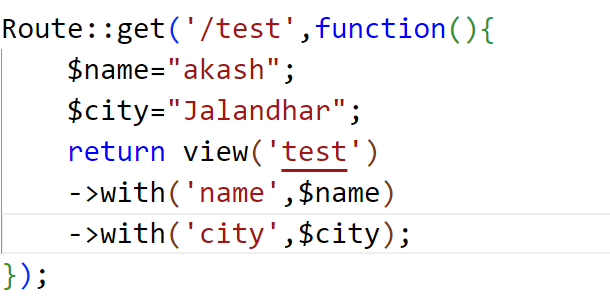 Route::get('/test',function(){
$name="akash";
$city="Jalandhar";
return view('test')
->with('name',$name)
->with('city',$city);
});